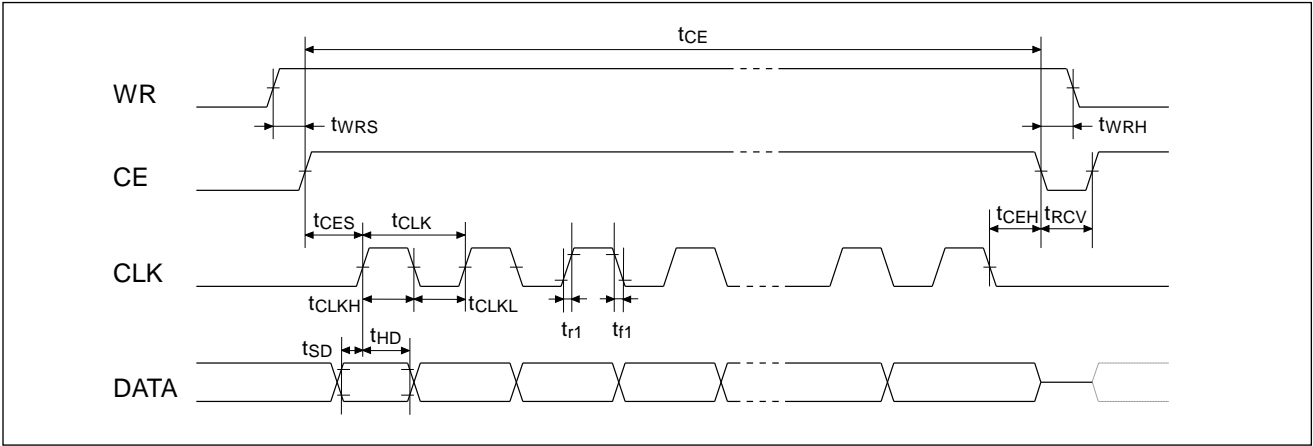 tCE
WR
tWRS
tWRH
CE
tCES
tCLK
tCEH
tRCV
CLK
tCLKH
tCLKL
tr1
tf1
tSD
tHD
DATA